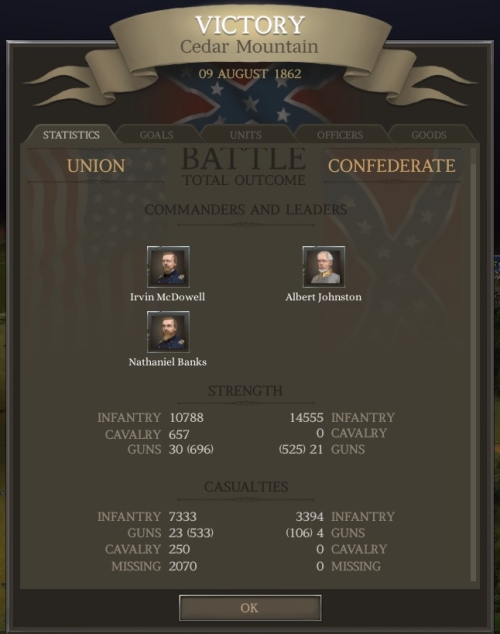 VICTORY
Cedar Mountain
09 AUGUST 1862
STATISTICS GOALS UNITS OFFICERS GOODS
UNION BATTLE CONFEDERATE
TOTAL OUTCOME
COMMANDERS AND LEADERS
Irvin McDowell Albert Johnston
Nathaniel Banks
STRENGTH
INFANTRY 10788 14555 INFANTRY
CAVALRY 657 0 CAVALRY
GUNS 30 (696) (525) 21 GUNS
CASUALTIES
INFANTRY 7333 3394 INFANTRY
GUNS 23 (533) (106) 4 GUNS
CAVALRY 250 0 CAVALRY
MISSING 2070 0 MISSING
OK